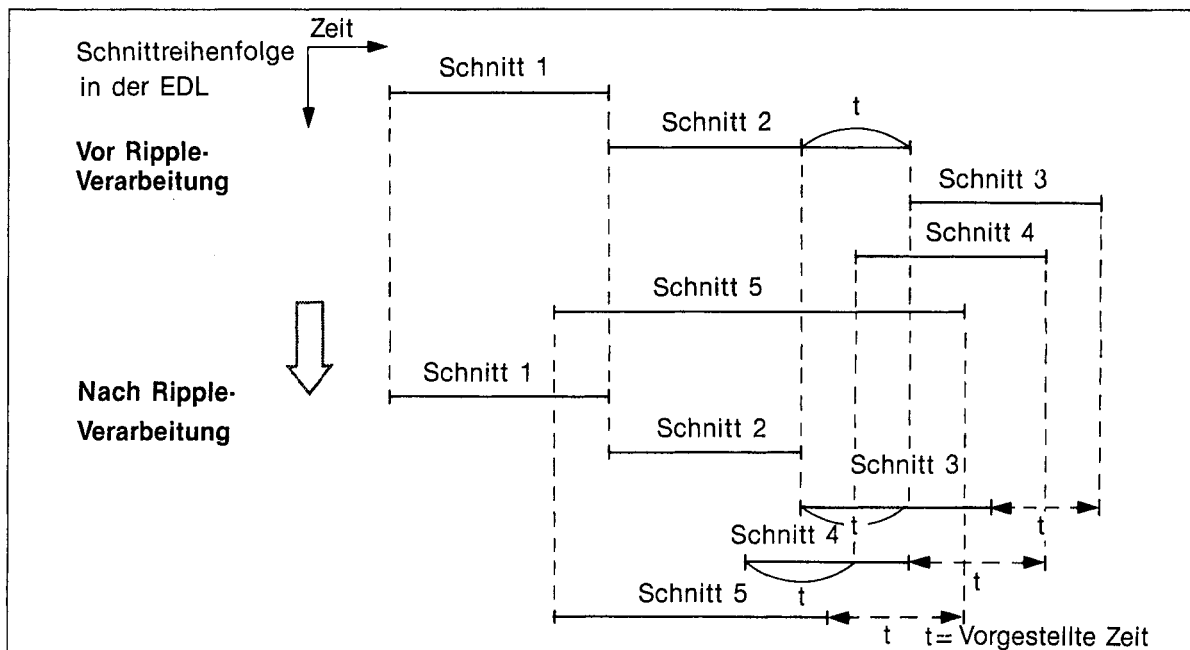 Zeit
Schnittreihenfolge
in der EDL
Schnitt 1
Schnitt 2
t
Vor Ripple-
Verarbeitung
Schnitt 3
Schnitt 4
Schnitt 5
Nach Ripple-
Verarbeitung
Schnitt 1
Schnitt 2
Schnitt 3
t
t
Schnitt 4
t
t
Schnitt 5
t
t= Vorgestellte Zeit